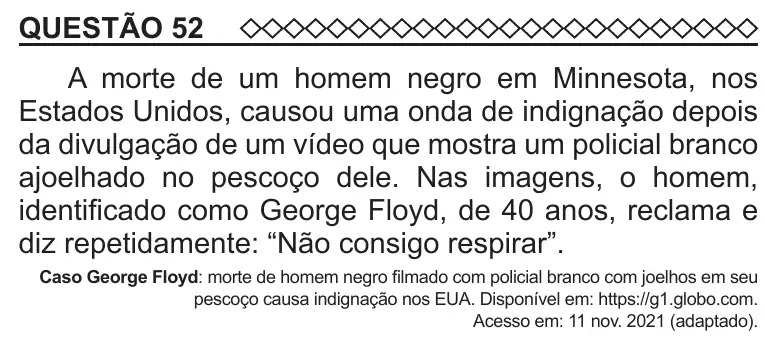 QUESTÃO 52
A morte de um homem negro em Minnesota, nos
Estados Unidos, causou uma onda de indignação depois
da divulgação de um vídeo que mostra um policial branco
ajoelhado no pescoço dele. Nas imagens, o homem,
identificado como George Floyd, de 40 anos, reclama e
diz repetidamente: “Não consigo respirar”.
Caso George Floyd: morte de homem negro filmado com policial branco com joelhos em seu
pescoço causa indignação nos EUA. Disponível em: https://g1.globo.com.
Acesso em: 11 nov. 2021 (adaptado).